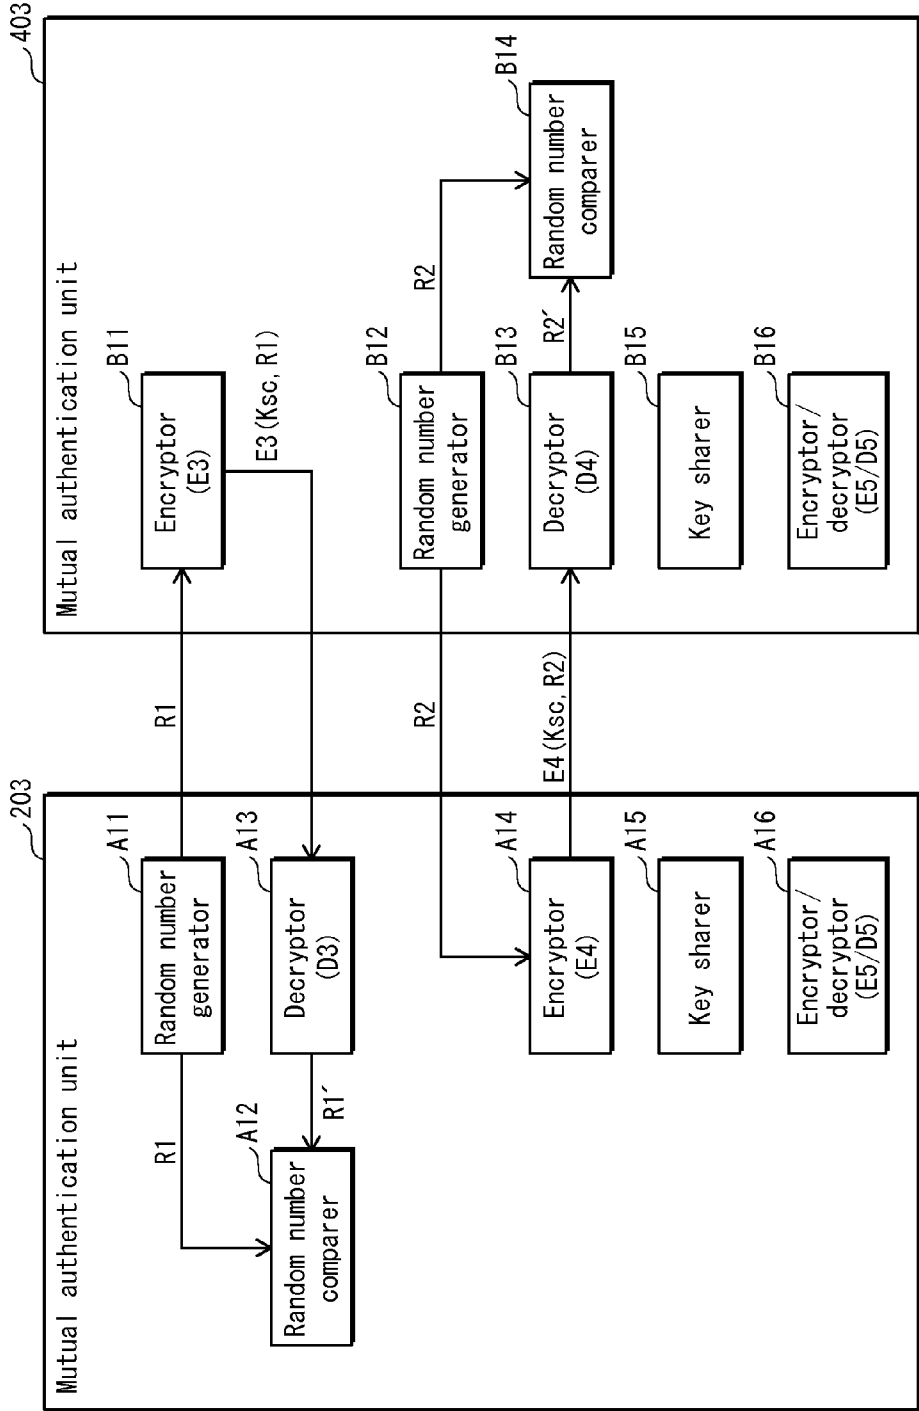 203
Mutual authentication unit
A11
Random number
generator
R1
A12
Random number
comparer
R1′
A13
Decryptor
(D3)
A14
Encryptor
(E4)
A15
Key sharer
A16
Encryptor/
decryptor
(E5/D5)
R1
R2
E4(Ksc, R2)
403
Mutual authentication unit
B11
Encryptor
(E3)
E3(Ksc, R1)
B12
Random number
generator
R2
B13
Decryptor
(D4)
R2′
B14
Random number
comparer
B15
Key sharer
B16
Encryptor/
decryptor
(E5/D5)